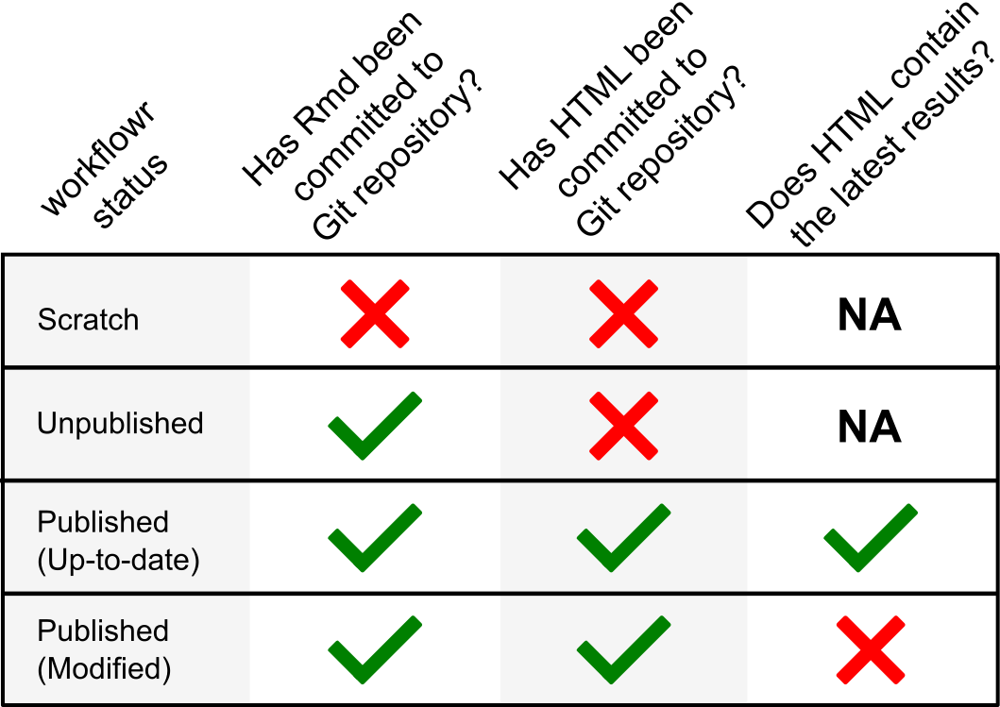 workflowr
status
Has Rmd been
committed to
Git repository?
Has HTML been
committed to
Git repository?
Does HTML contain
the latest results?
Scratch
NA
Unpublished
NA
Published
(Up-to-date)
Published
(Modified)